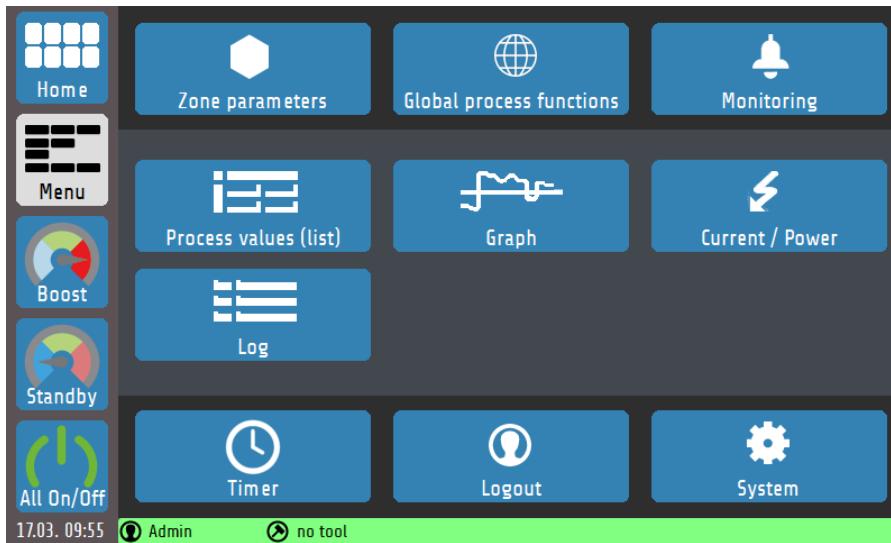 Home
Menu
Boost
Standby
All On/Off
17.03. 09:55
Zone parameters
Global process functions
Monitoring
Process values (list)
Graph
Current / Power
Log
Timer
Logout
System
Admin
no tool